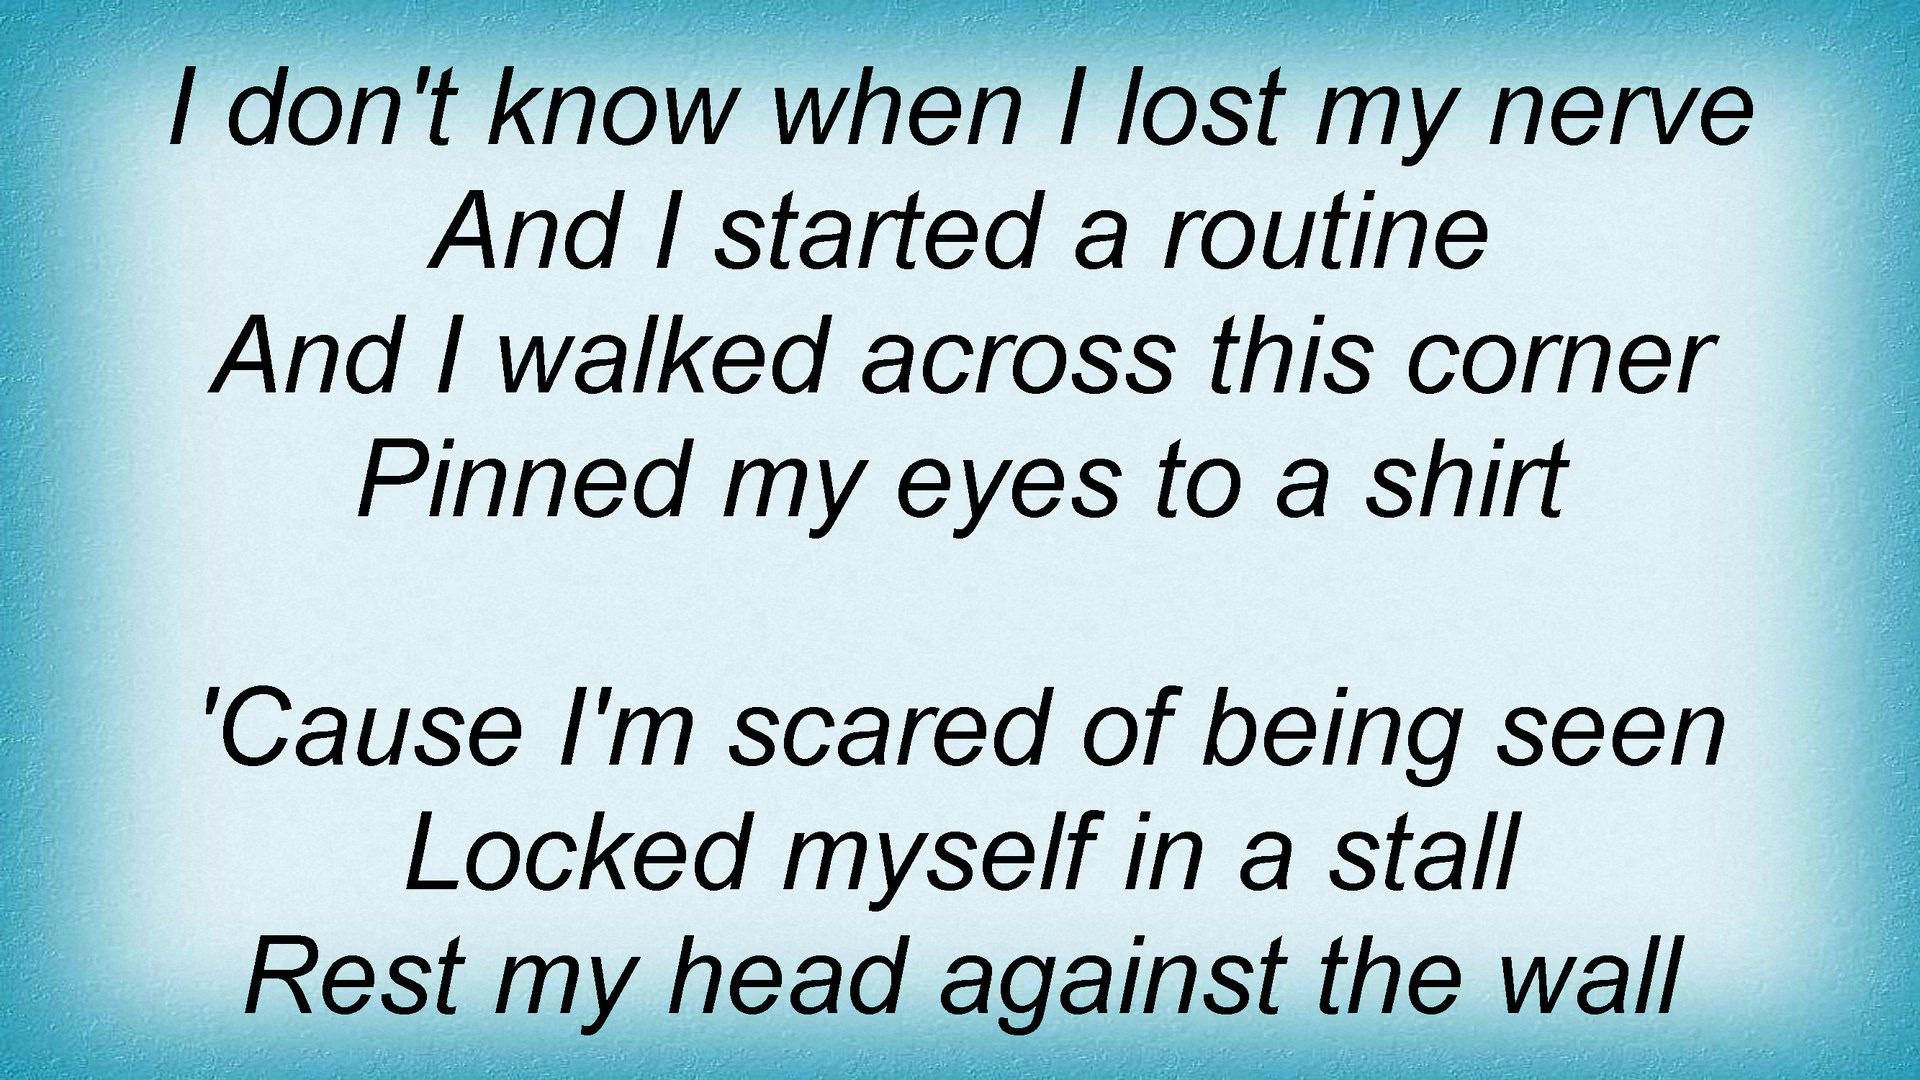 I don't know when I lost my nerve
And I started a routine
And I walked across this corner
Pinned my eyes to a shirt
'Cause I'm scared of being seen
Locked myself in a stall
Rest my head against the wall